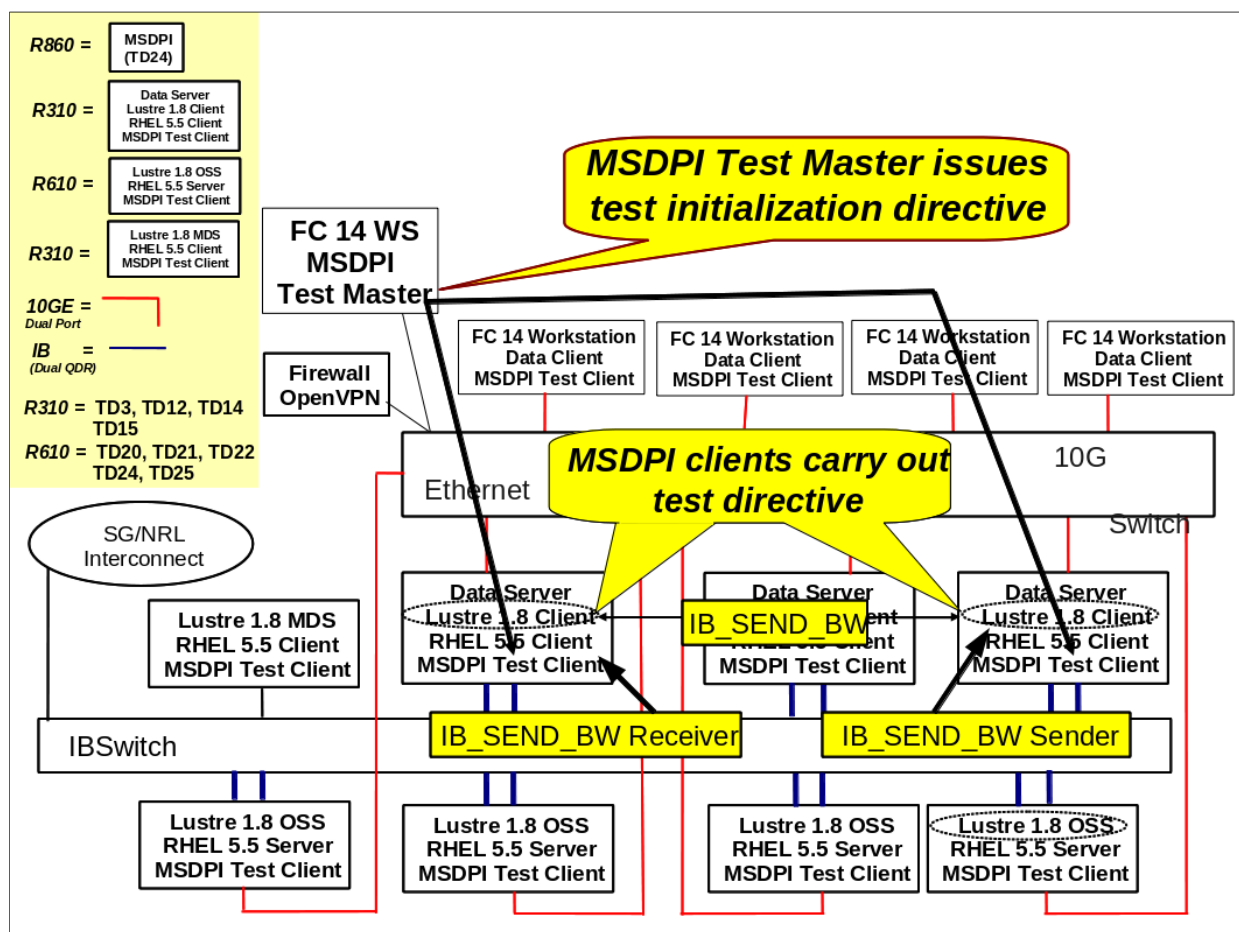 R860 =
MSDPI
(TD24)
R310 =
Data Server
Lustre 1.8 Client
RHEL 5.5 Client
MSDPI Test Client
R610 =
Lustre 1.8 OSS
RHEL 5.5 Server
MSDPI Test Client
R310 =
Lustre 1.8 MDS
RHEL 5.5 Client
MSDPI Test Client
10GE =
Dual Port
IB =
(Dual QDR)
R310 = TD3, TD12, TD14
TD15
R610 = TD20, TD21, TD22
TD24, TD25
MSDPI Test Master issues
test initialization directive
FC 14 WS
MSDPI
Test Master
Firewall
OpenVPN
FC 14 Workstation
Data Client
MSDPI Test Client
FC 14 Workstation
Data Client
MSDPI Test Client
FC 14 Workstation
Data Client
MSDPI Test Client
FC 14 Workstation
Data Client
MSDPI Test Client
Ethernet
10G
Switch
MSDPI clients carry out
test directive
SG/NRL
Interconnect
Lustre 1.8 MDS
RHEL 5.5 Client
MSDPI Test Client
Data Server
Lustre 1.8 Client
RHEL 5.5 Client
MSDPI Test Client
IB_SEND_BW
Data Server
MSDPI Test Client
Data Server
Lustre 1.8 Client
RHEL 5.5 Client
MSDPI Test Client
IBSwitch
IB_SEND_BW Receiver
IB_SEND_BW Sender
Lustre 1.8 OSS
RHEL 5.5 Server
MSDPI Test Client
Lustre 1.8 OSS
RHEL 5.5 Server
MSDPI Test Client
Lustre 1.8 OSS
RHEL 5.5 Server
MSDPI Test Client
Lustre 1.8 OSS
RHEL 5.5 Server
MSDPI Test Client